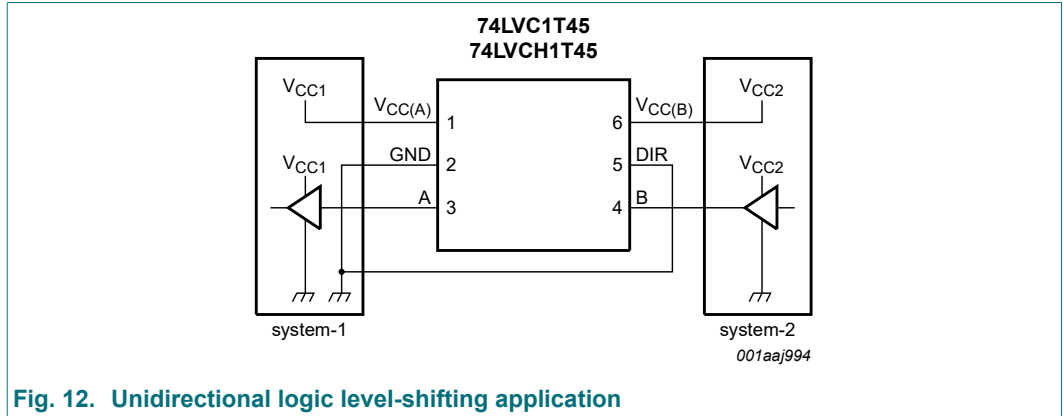 74LVC1T45
74LVCH1T45
VCC1
VCC(A)
1
6
VCC(B)
VCC2
GND
2
5
DIR
VCC1
VCC2
A
3
4
B
system-1
system-2
001aaj994
Fig. 12. Unidirectional logic level-shifting application